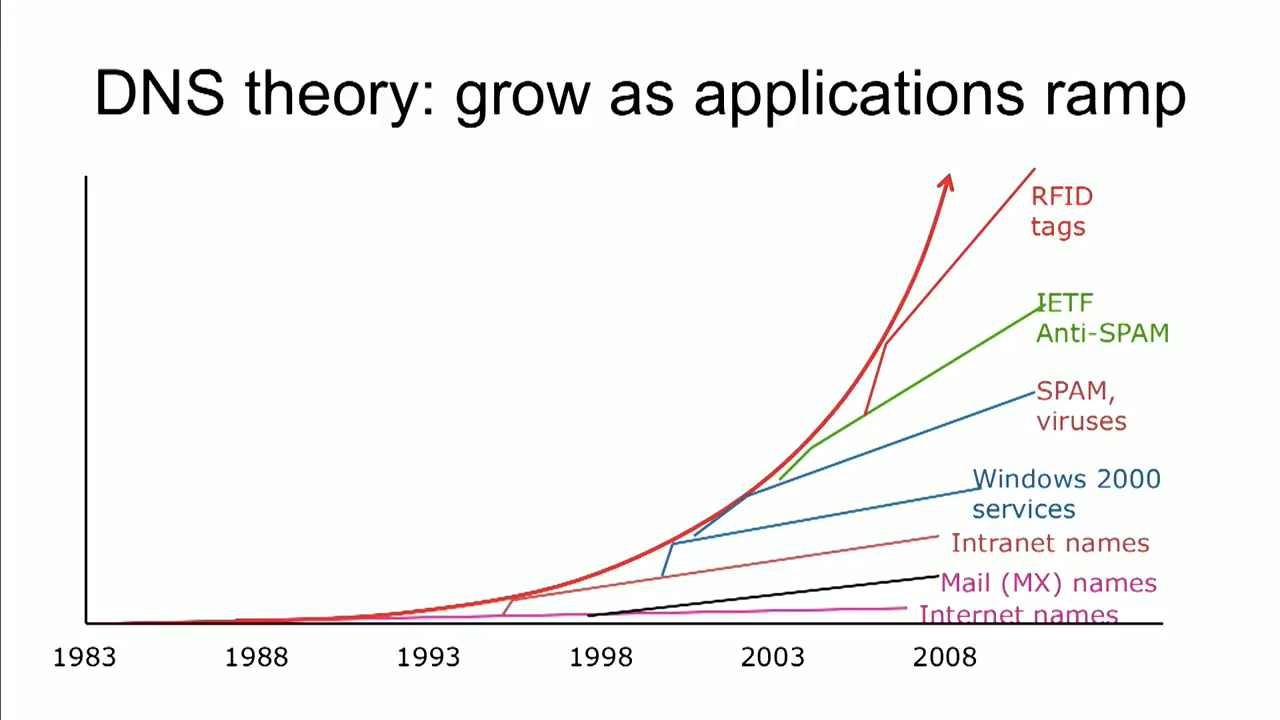 DNS theory: grow as applications ramp
RFID
tags
IETF
Anti-SPAM
SPAM,
viruses
Windows 2000
services
Intranet names
Mail (MX) names
Internet names
1983 1988 1993 1998 2003 2008